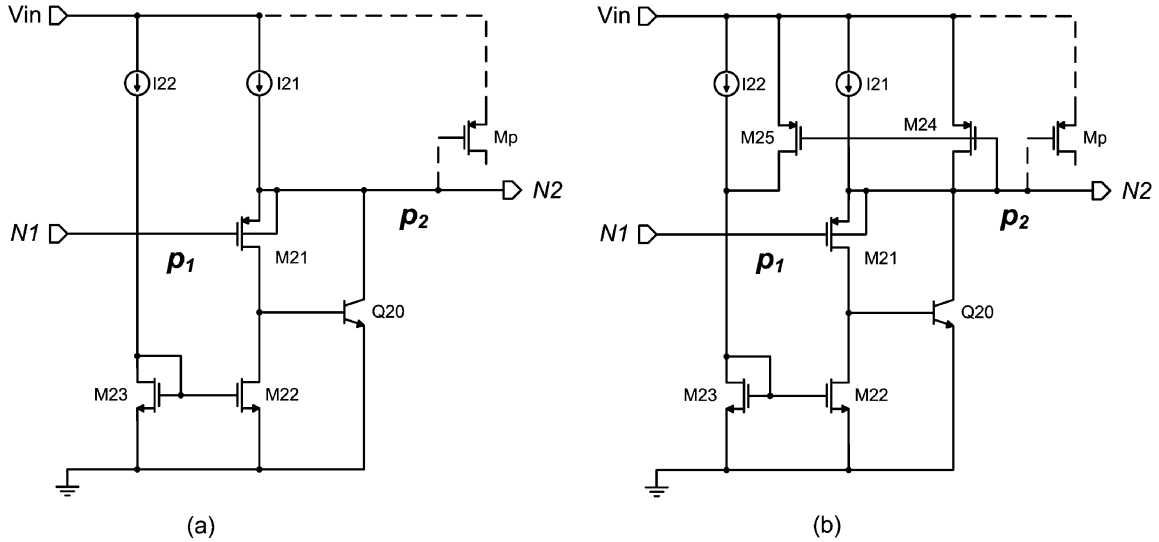 Vin
I22
I21
Mp
N2
p2
N1
p1
M21
Q20
M23
M22
(a)
Vin
I22
I21
M25
M24
Mp
N2
p2
N1
p1
M21
Q20
M23
M22
(b)